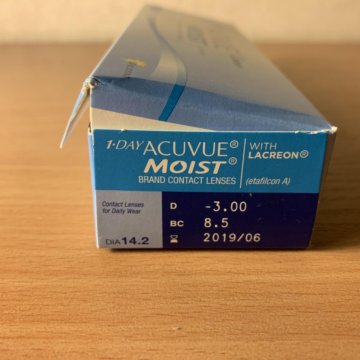 1·DAY ACUVUE®
MOIST®
BRAND CONTACT LENSES
WITH
LACREON®
(etafilcon A)
Contact Lenses
for Daily Wear
DIA 14.2
D -3.00
BC 8.5
2019/06